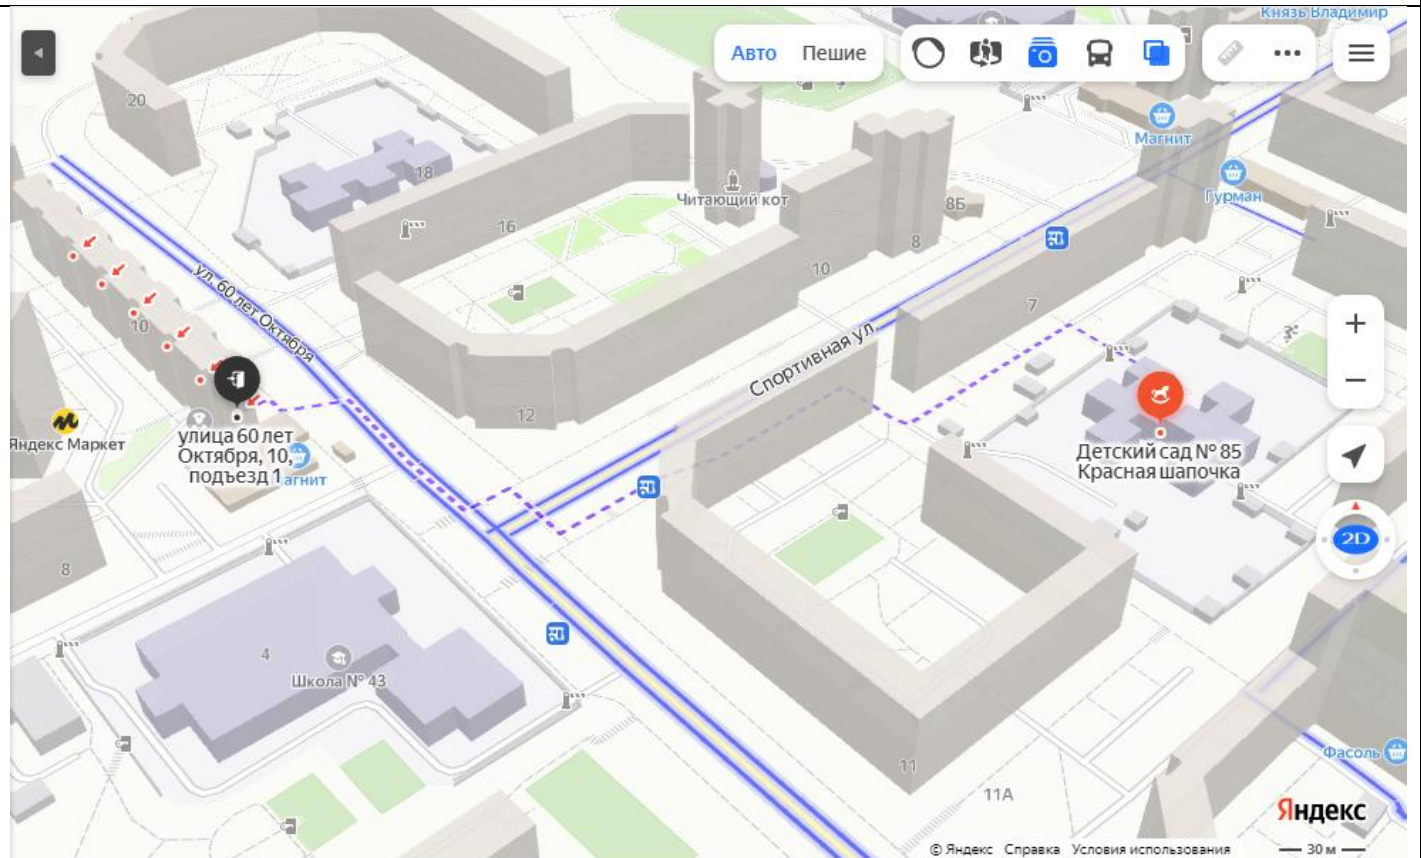 Князь Владимир
Авто Пешие
20
Магнит
18
Гурман
Читающий кот
8Б
16
8
10
7
ул. 60 лет Октября
10
Спортивная ул.
12
Яндекс Маркет
улица 60 лет
Октября, 10,
подъезд 1
агнит
Детский сад № 85
Красная шапочка
2D
8
4
Школа № 43
Фасоль
11
11А
Яндекс
© Яндекс Справка Условия использования
30 м